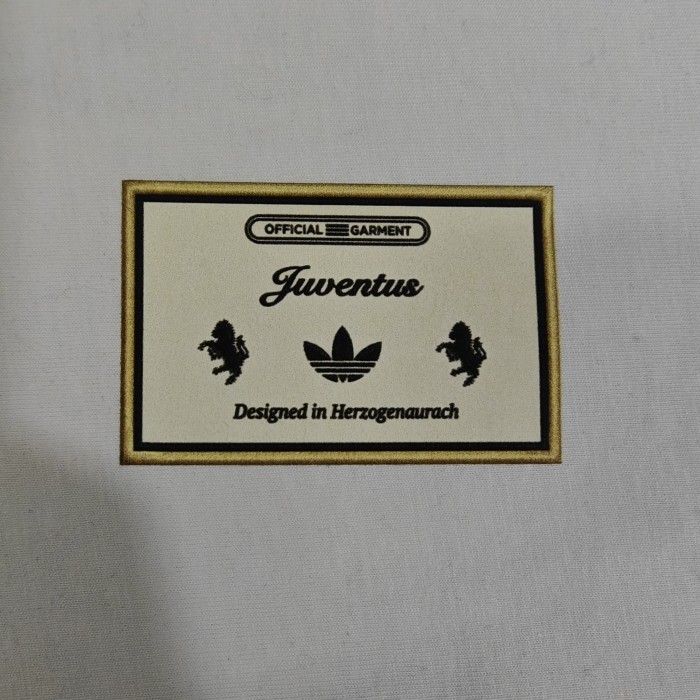 OFFICIAL GARMENT
Juventus
Designed in Herzogenaurach